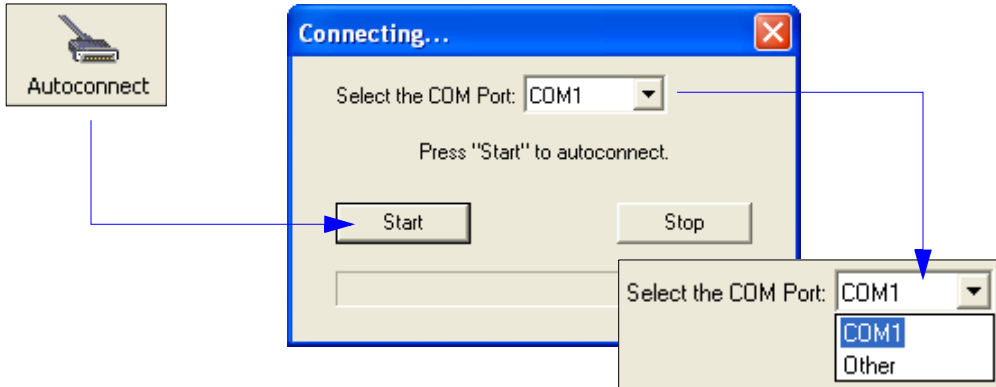 Autoconnect
Connecting...
Select the COM Port: COM1
Press "Start" to autoconnect.
Start Stop
Select the COM Port: COM1
COM1
Other